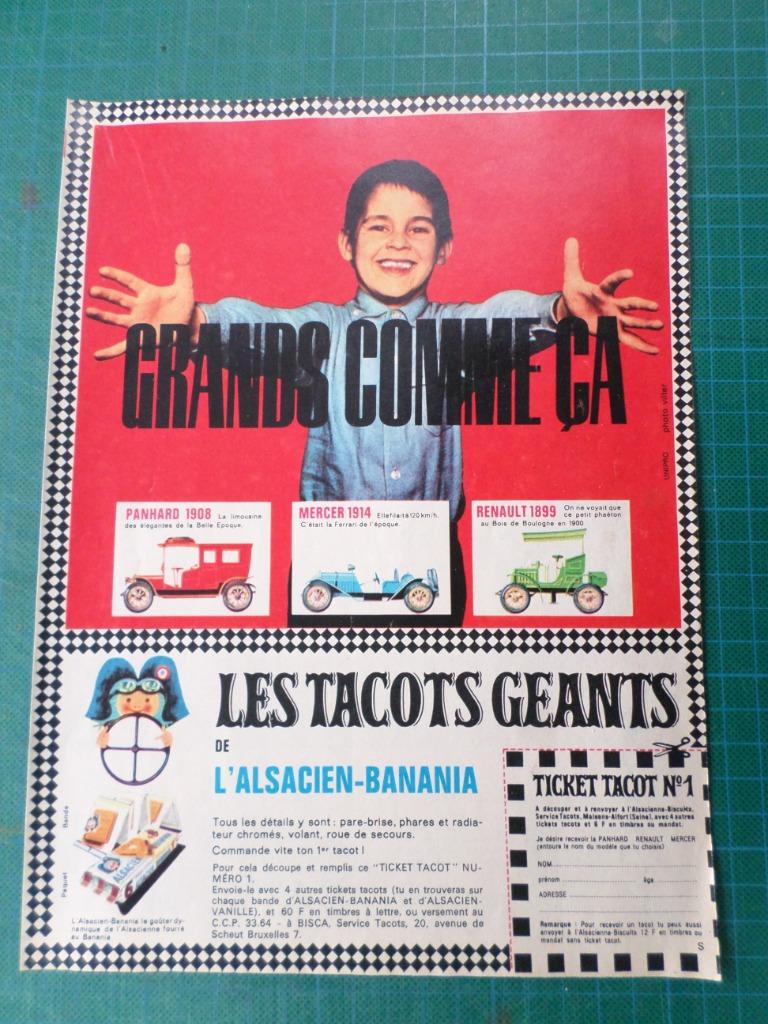 GRANDS COMME ÇA
UNIPRO photo viller
PANHARD 1908 La limousine
des élégantes de la Belle Epoque.
MERCER 1914 Elle filait à 120 km/h.
C'était la Ferrari de l'époque.
RENAULT 1899 On ne voyait que
ce petit phaéton
au Bois de Boulogne en 1900
LES TACOTS GEANTS
DE
L'ALSACIEN-BANANIA
Tous les détails y sont : pare-brise, phares et radia-
teur chromés, volant, roue de secours.
Commande vite ton 1er tacot !
Pour cela découpe et remplis ce "TICKET TACOT" NU-
MÉRO 1.
Envoie-le avec 4 autres tickets tacots (tu en trouveras sur
chaque bande d'ALSACIEN-BANANIA et d'ALSACIEN-
VANILLE), et 60 F en timbres à lettre, ou versement au
C.C.P. 33.64 - à BISCA, Service Tacots, 20, avenue de
Scheut Bruxelles 7.
Paquet Bande
ALSACIEN
L'Alsacien-Banania le goûter dy-
namique de l'Alsacienne fourré
au Banania
TICKET TACOT Nº1
A découper et à renvoyer à l'Alsacienne-Biscuits,
Service Tacots, Maisons-Alfort (Seine), avec 4 autres
tickets tacots et 6 F en timbres ou mandat.
Je désire recevoir la PANHARD RENAULT MERCER
(entoure le nom du modèle que tu choisis)
NOM
prénom âge
ADRESSE
Remarque : Pour recevoir un tacot tu peux aussi
envoyer à l'Alsacienne-Biscuits 12 F en timbres ou
mandat sans ticket tacot.
S